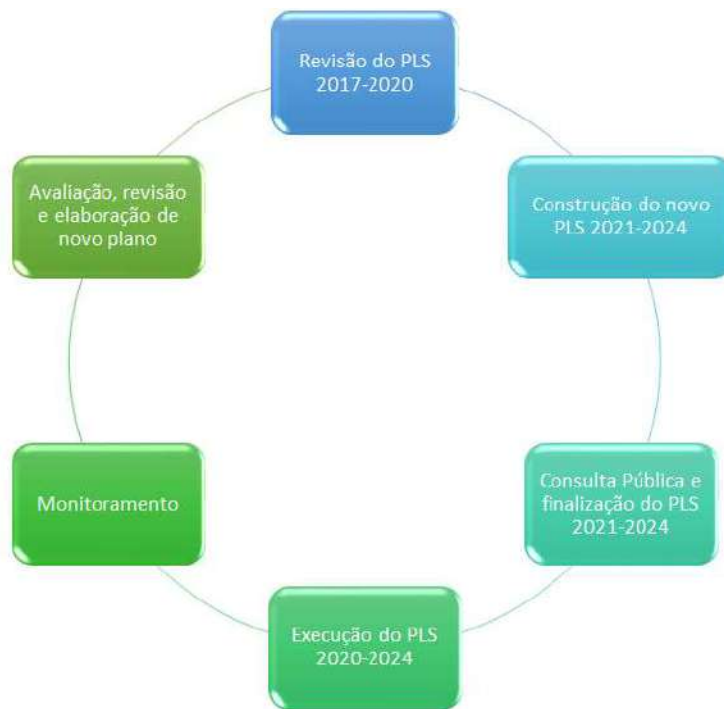 Revisão do PLS
2017-2020
Construção do novo
PLS 2021-2024
Consulta Pública e
finalização do PLS
2021-2024
Execução do PLS
2020-2024
Monitoramento
Avaliação, revisão
e elaboração de
novo plano